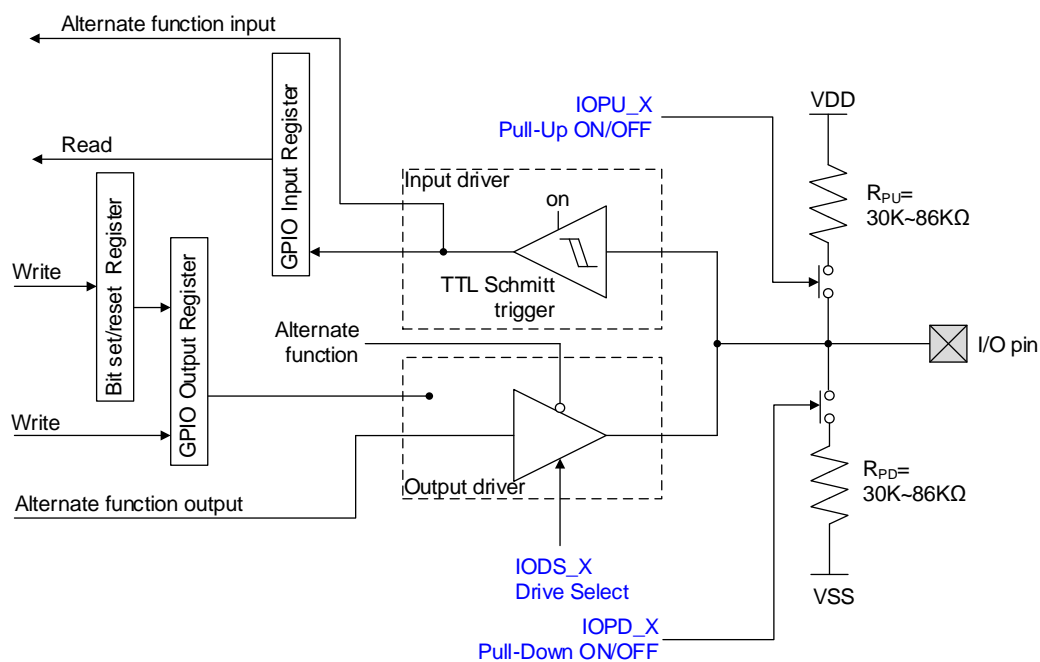 Alternate function input
IOPU_X
Pull-Up ON/OFF
VDD
Read
GPIO Input Register
Input driver
on
RPU=
30K~86KΩ
TTL Schmitt
trigger
Write
Bit set/reset Register
GPIO Output Register
Alternate
function
I/O pin
Write
Alternate function output
Output driver
RPD=
30K~86KΩ
IODS_X
Drive Select
VSS
IOPD_X
Pull-Down ON/OFF